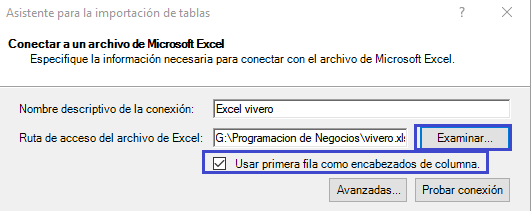 Asistente para la importación de tablas
Conectar a un archivo de Microsoft Excel
Especifique la información necesaria para conectar con el archivo de Microsoft Excel.
Nombre descriptivo de la conexión: Excel vivero
Ruta de acceso del archivo de Excel: G:\Programacion de Negocios\vivero.xls Examinar...
Usar primera fila como encabezados de columna.
Avanzadas... Probar conexión